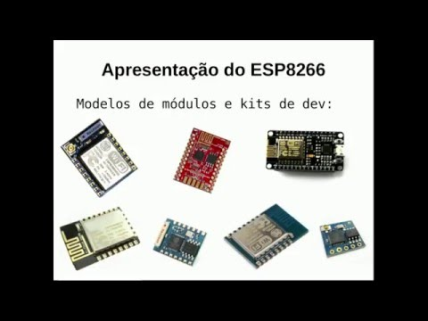 Apresentação do ESP8266
Modelos de módulos e kits de dev: